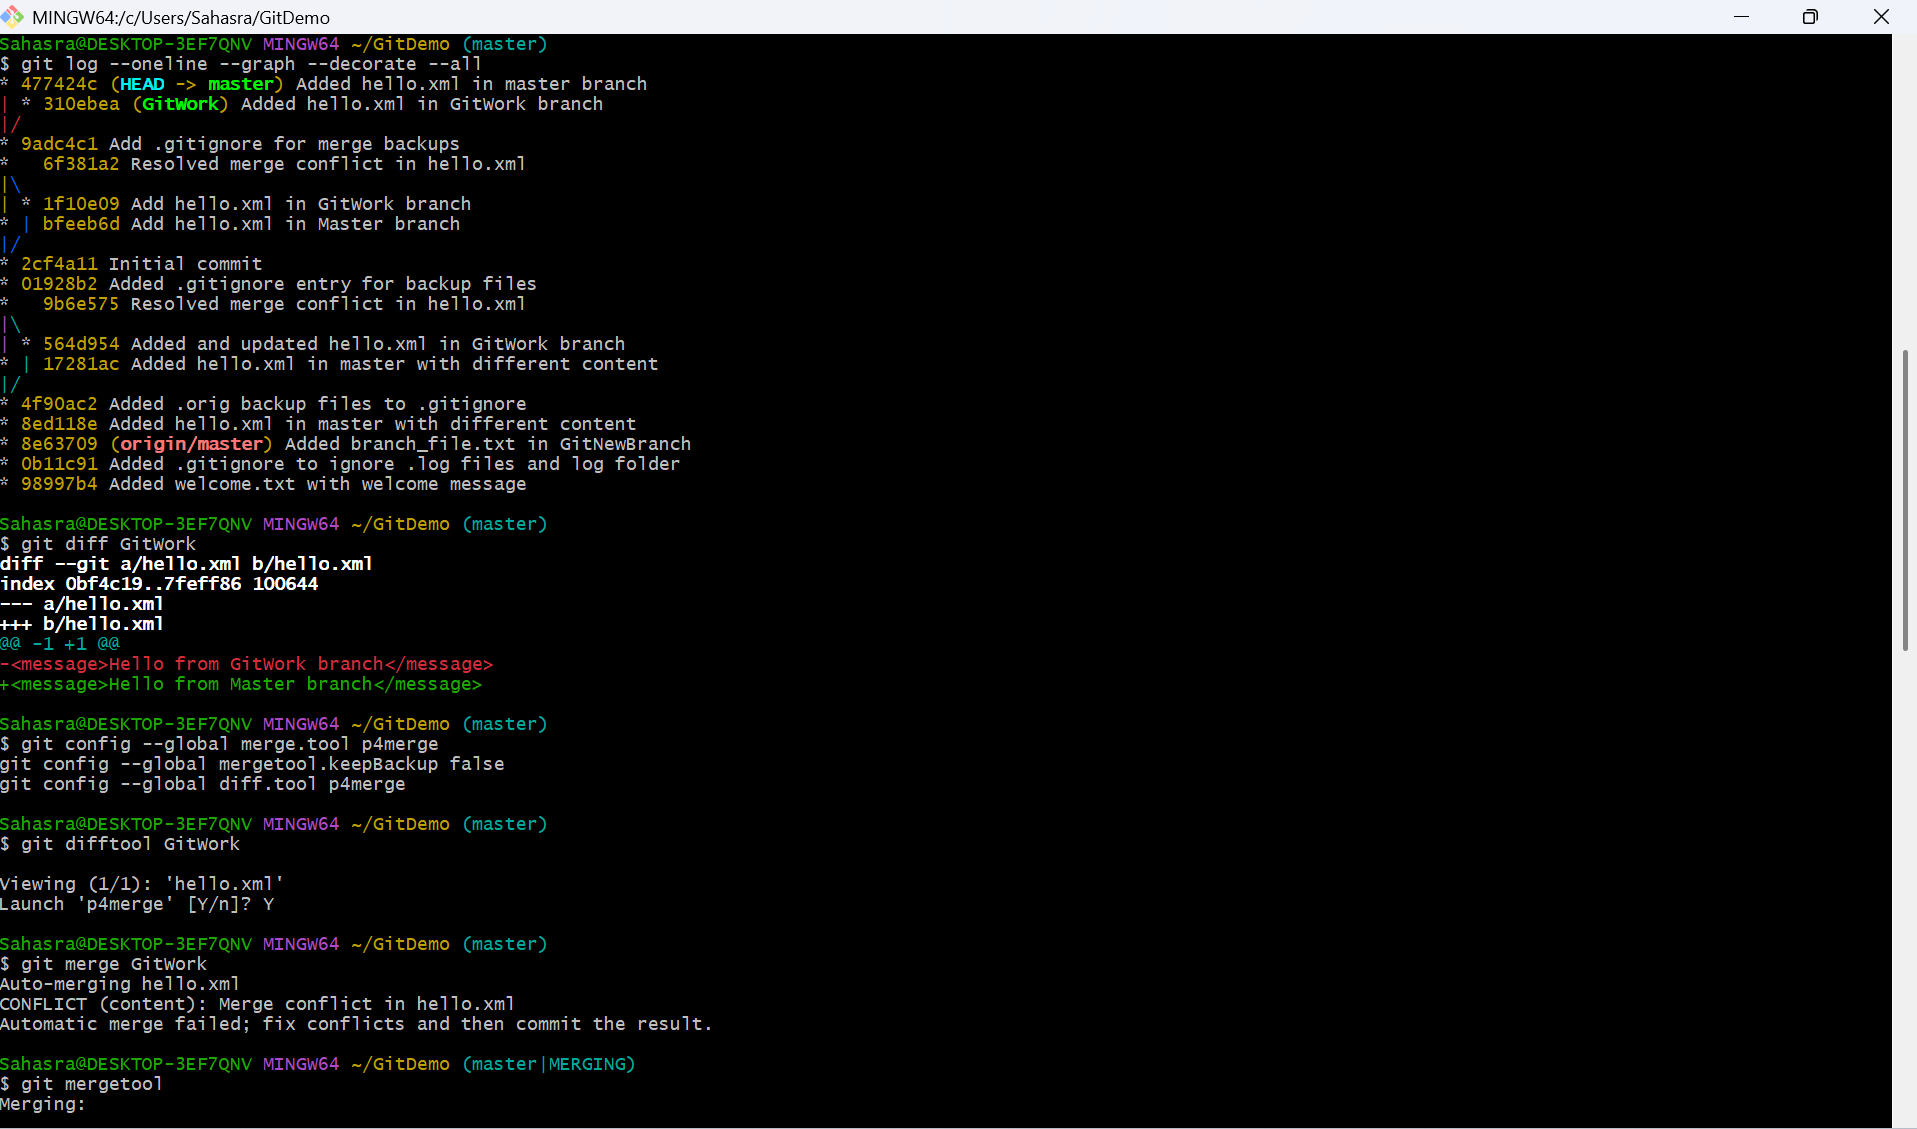 MINGW64:/c/Users/Sahasra/GitDemo
Sahasra@DESKTOP-3EF7QNV MINGW64 ~/GitDemo (master)
$ git log --oneline --graph --decorate --all
* 477424c (HEAD -> master) Added hello.xml in master branch
| * 310ebea (GitWork) Added hello.xml in GitWork branch
|/
* 9adc4c1 Add .gitignore for merge backups
*   6f381a2 Resolved merge conflict in hello.xml
|\
| * 1f10e09 Add hello.xml in GitWork branch
* | bfeeb6d Add hello.xml in Master branch
|/
* 2cf4a11 Initial commit
* 01928b2 Added .gitignore entry for backup files
*   9b6e575 Resolved merge conflict in hello.xml
|\
| * 564d954 Added and updated hello.xml in GitWork branch
* | 17281ac Added hello.xml in master with different content
|/
* 4f90ac2 Added .orig backup files to .gitignore
* 8ed118e Added hello.xml in master with different content
* 8e63709 (origin/master) Added branch_file.txt in GitNewBranch
* 0b11c91 Added .gitignore to ignore .log files and log folder
* 98997b4 Added welcome.txt with welcome message
Sahasra@DESKTOP-3EF7QNV MINGW64 ~/GitDemo (master)
$ git diff GitWork
diff --git a/hello.xml b/hello.xml
index 0bf4c19..7feff86 100644
--- a/hello.xml
+++ b/hello.xml
@@ -1 +1 @@
-<message>Hello from GitWork branch</message>
+<message>Hello from Master branch</message>
Sahasra@DESKTOP-3EF7QNV MINGW64 ~/GitDemo (master)
$ git config --global merge.tool p4merge
git config --global mergetool.keepBackup false
git config --global diff.tool p4merge
Sahasra@DESKTOP-3EF7QNV MINGW64 ~/GitDemo (master)
$ git difftool GitWork
Viewing (1/1): 'hello.xml'
Launch 'p4merge' [Y/n]? Y
Sahasra@DESKTOP-3EF7QNV MINGW64 ~/GitDemo (master)
$ git merge GitWork
Auto-merging hello.xml
CONFLICT (content): Merge conflict in hello.xml
Automatic merge failed; fix conflicts and then commit the result.
Sahasra@DESKTOP-3EF7QNV MINGW64 ~/GitDemo (master|MERGING)
$ git mergetool
Merging: